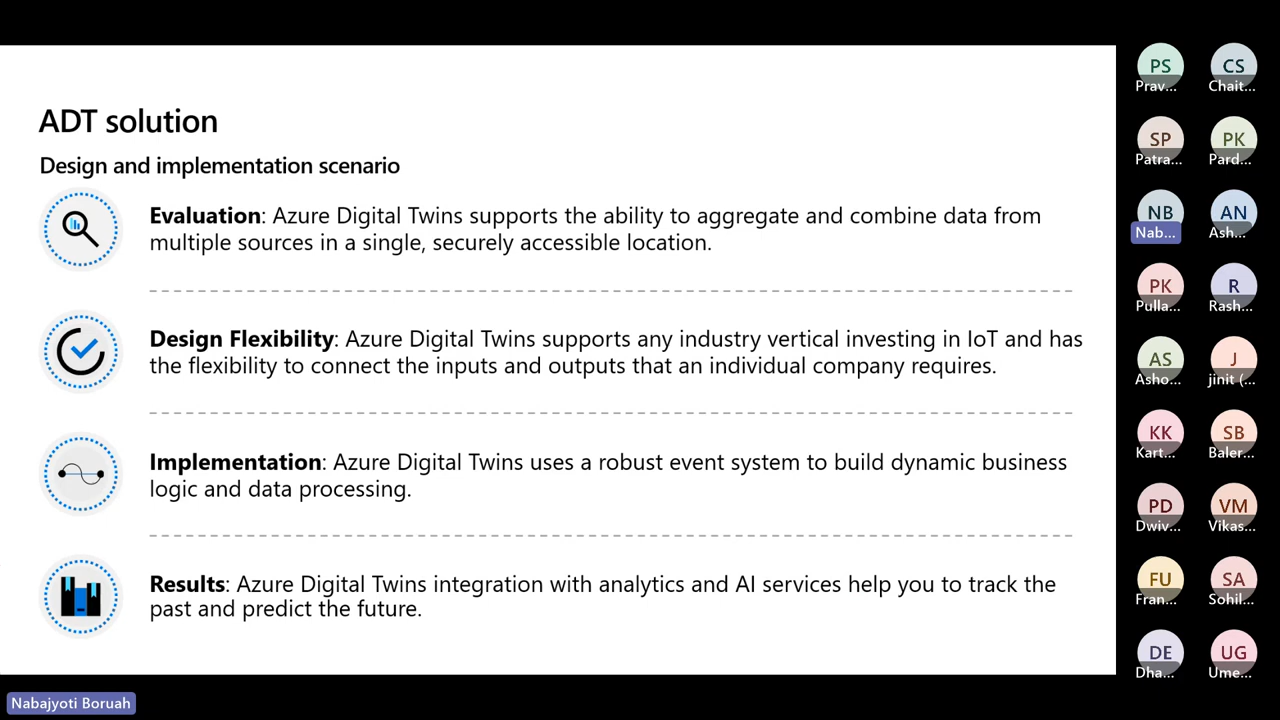 ADT solution
Design and implementation scenario
Evaluation: Azure Digital Twins supports the ability to aggregate and combine data from
multiple sources in a single, securely accessible location.
Design Flexibility: Azure Digital Twins supports any industry vertical investing in IoT and has
the flexibility to connect the inputs and outputs that an individual company requires.
Implementation: Azure Digital Twins uses a robust event system to build dynamic business
logic and data processing.
Results: Azure Digital Twins integration with analytics and AI services help you to track the
past and predict the future.
PS
Prav...
CS
Chait...
SP
Patra...
PK
Pard...
NB
Nab...
AN
Ash...
PK
Pulla...
R
Rash...
AS
Asho...
J
jinit (...
KK
Kart...
SB
Baler...
PD
Dwiv...
VM
Vikas...
FU
Fran...
SA
Sohil...
DE
Dha...
UG
Ume...
Nabajyoti Boruah